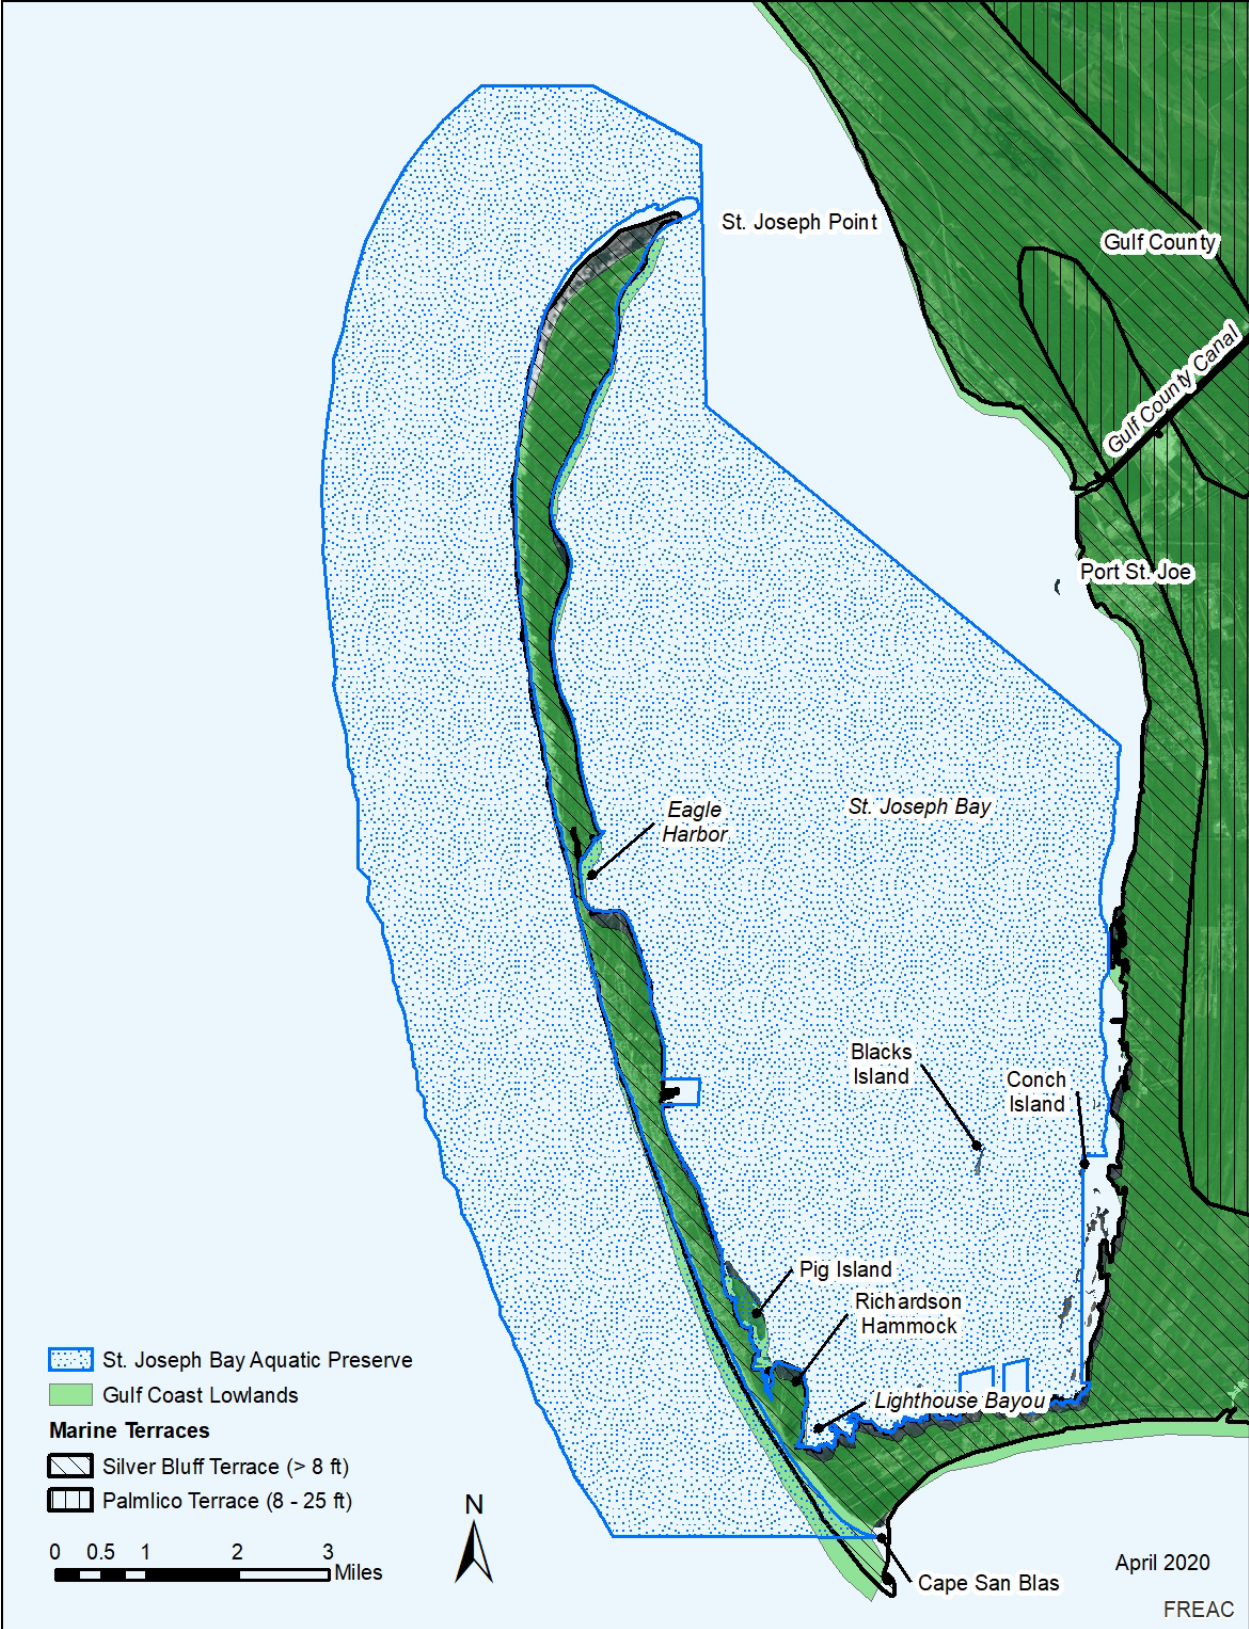 St. Joseph Point
Gulf County
Gulf County Canal
Port St. Joe
Eagle
Harbor
St. Joseph Bay
Blacks
Island
Conch
Island
Pig Island
Richardson
Hammock
Lighthouse Bayou
Cape San Blas
St. Joseph Bay Aquatic Preserve
Gulf Coast Lowlands
Marine Terraces
Silver Bluff Terrace (> 8 ft)
Palmlico Terrace (8 - 25 ft)
0 0.5 1 2 3
Miles
N
April 2020
FREAC